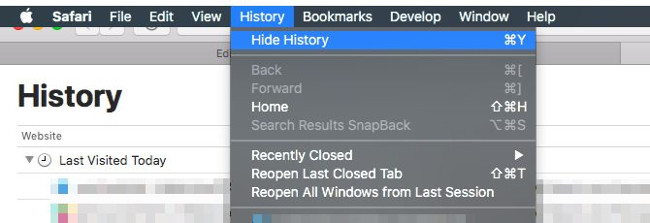 Safari File Edit View History Bookmarks Develop Window Help
Hide History ⌘Y
Edi
Back ⌘[
Forward ⌘]
Home ⇧⌘H
Search Results SnapBack ⌥⌘S
Recently Closed ▶
Reopen Last Closed Tab ⇧⌘T
Reopen All Windows from Last Session
History
Website
▼ Last Visited Today